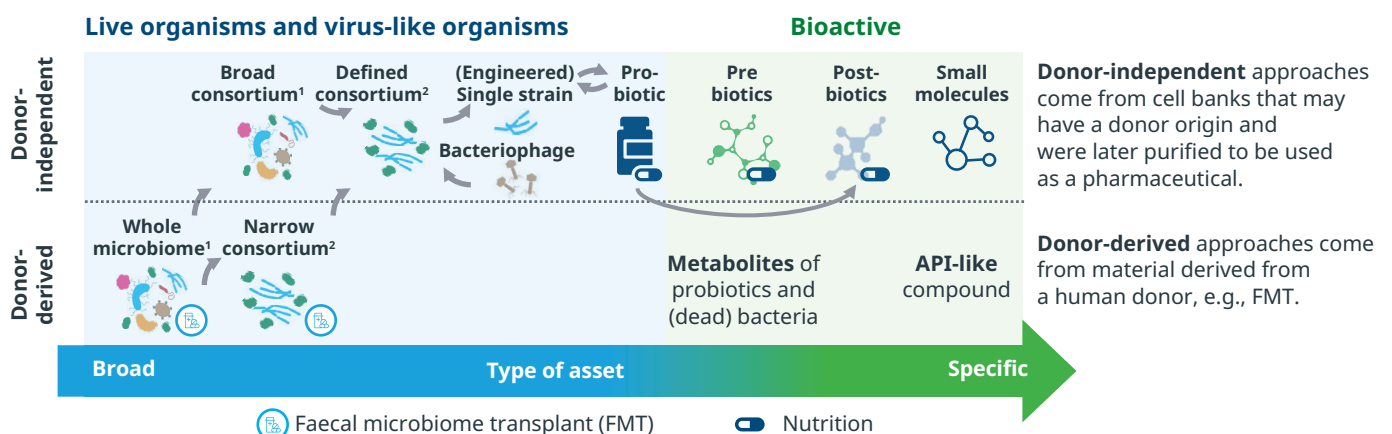 Live organisms and virus-like organisms
Bioactive
Donor-
independent
Broad
consortium¹
Defined
consortium²
(Engineered)
Single strain
Bacteriophage
Pro-
biotic
Pre
biotics
Post-
biotics
Small
molecules
Donor-independent approaches
come from cell banks that may
have a donor origin and
were later purified to be used
as a pharmaceutical.
Donor-
derived
Whole
microbiome¹
Narrow
consortium²
Metabolites of
probiotics and
(dead) bacteria
API-like
compound
Donor-derived approaches come
from material derived from
a human donor, e.g., FMT.
Broad
Type of asset
Specific
Faecal microbiome transplant (FMT)
Nutrition